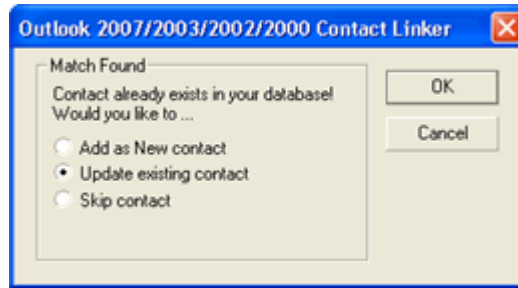 Outlook 2007/2003/2002/2000 Contact Linker
Match Found
Contact already exists in your database!
Would you like to ...
Add as New contact
Update existing contact
Skip contact
OK
Cancel